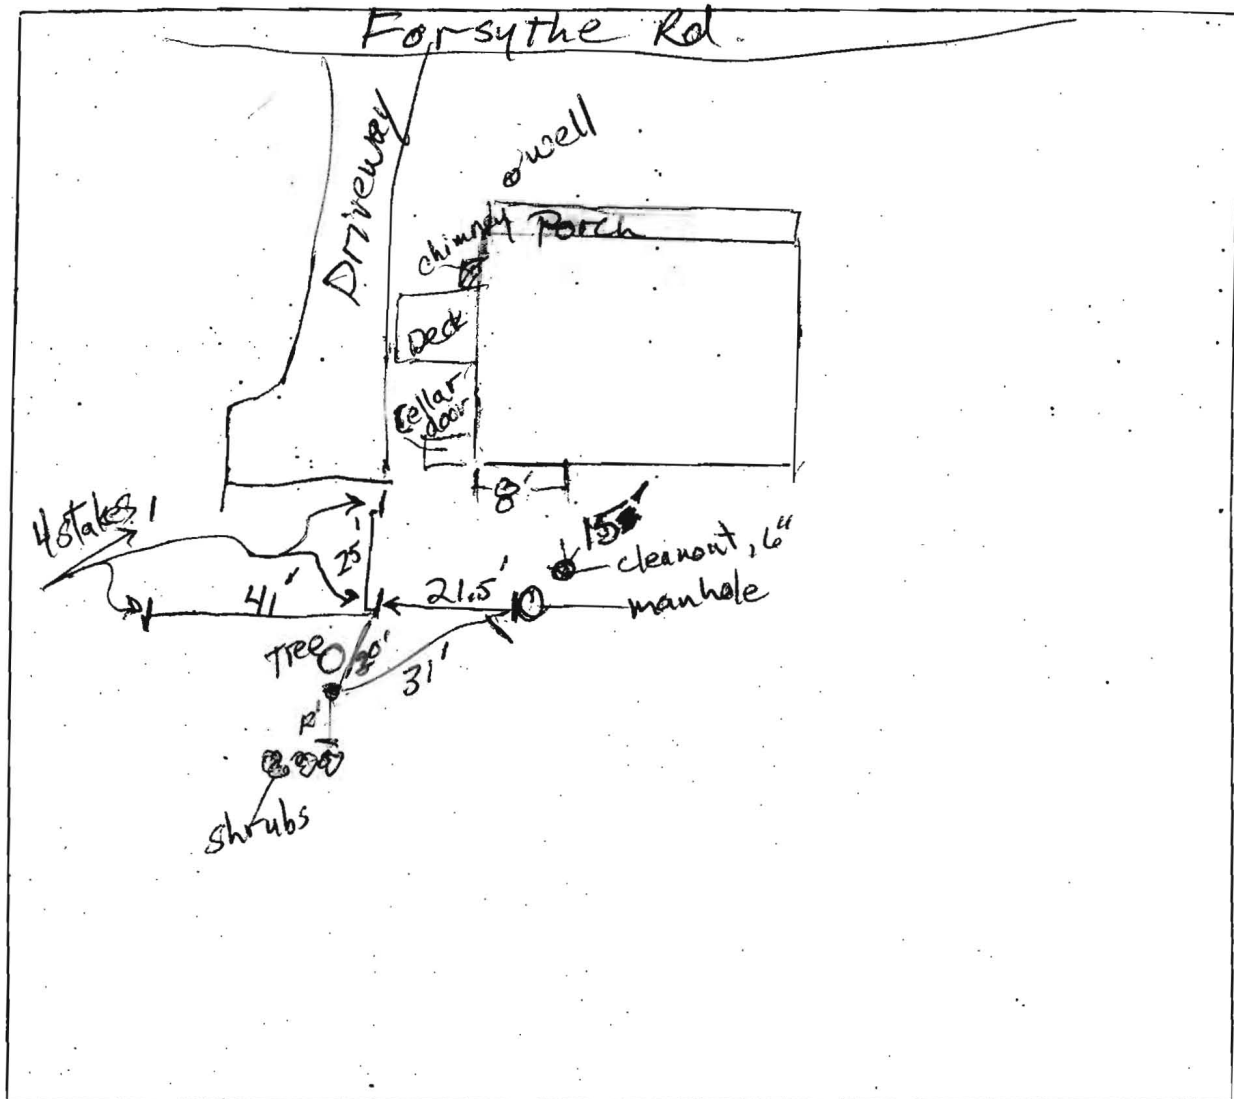 Forsythe Rd.
Driveway
well
chimney
Porch
Deck
Cellar
door
8'
4 stakes
15'
25'
cleanout, 6"
41'
21.5'
manhole
Tree
31'
shrubs